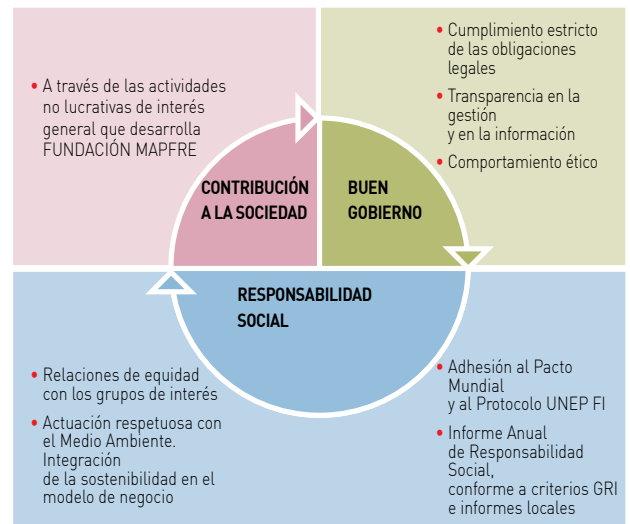 • A través de las actividades
no lucrativas de interés
general que desarrolla
FUNDACIÓN MAPFRE
• Cumplimiento estricto
de las obligaciones
legales
• Transparencia en la
gestión
y en la información
• Comportamiento ético
CONTRIBUCIÓN
A LA SOCIEDAD
BUEN
GOBIERNO
RESPONSABILIDAD
SOCIAL
• Relaciones de equidad
con los grupos de interés
• Actuación respetuosa con
el Medio Ambiente.
Integración
de la sostenibilidad en el
modelo de negocio
• Adhesión al Pacto
Mundial
y al Protocolo UNEP FI
• Informe Anual
de Responsabilidad
Social,
conforme a criterios GRI
e informes locales